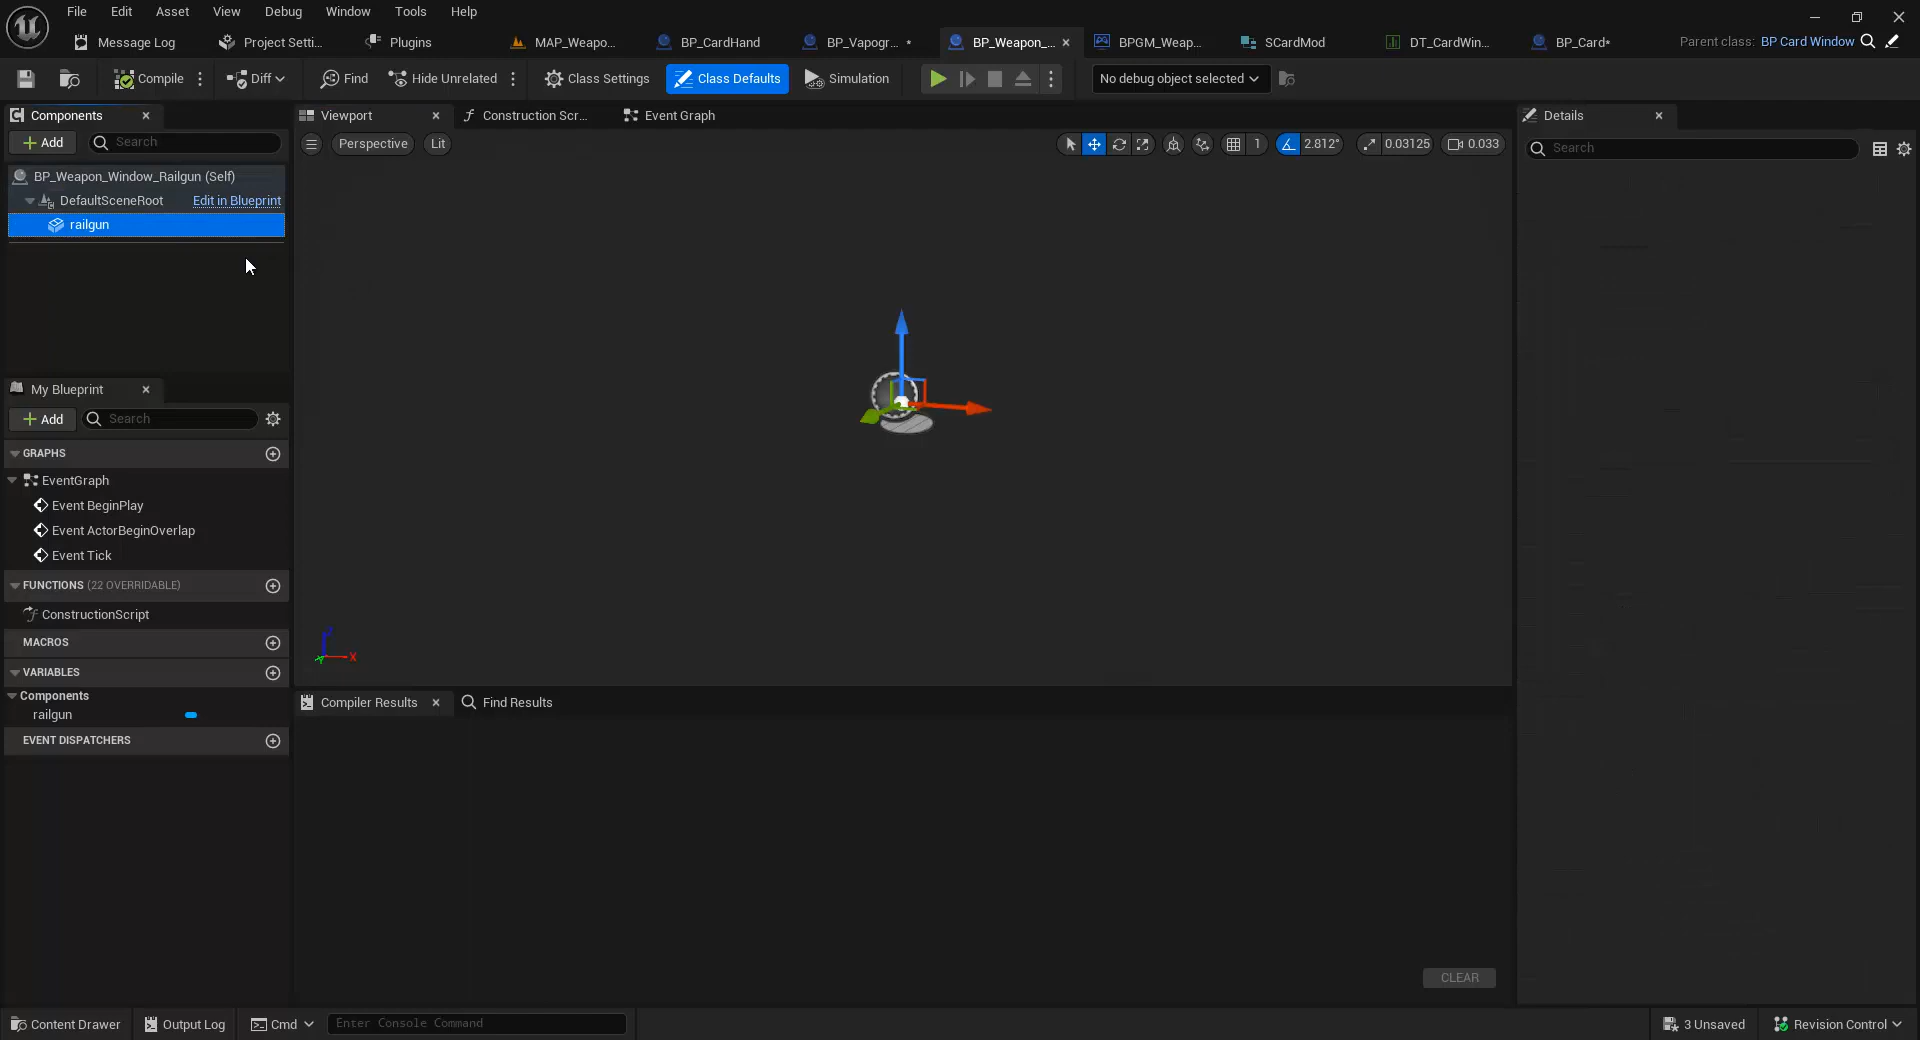 File Edit Asset View Debug Window Tools Help
Message Log Project Setti... Plugins MAP_Weapo... BP_CardHand BP_Vapogr... * BP_Weapon_... BPGM_Weap... SCardMod DT_CardWin... BP_Card* Parent class: BP Card Window
Compile Diff Find Hide Unrelated Class Settings Class Defaults Simulation No debug object selected
Components Viewport Construction Scr... Event Graph Details
Add Search Perspective Lit 1 2.812° 0.03125 0.033 Search
BP_Weapon_Window_Railgun (Self)
DefaultSceneRoot Edit in Blueprint
railgun
My Blueprint
Add Search
GRAPHS
EventGraph
Event BeginPlay
Event ActorBeginOverlap
Event Tick
FUNCTIONS (22 OVERRIDABLE)
ConstructionScript
MACROS
Z
X
Y
VARIABLES
Components
railgun
EVENT DISPATCHERS
Compiler Results Find Results
CLEAR
Content Drawer Output Log Cmd Enter Console Command 3 Unsaved Revision Control